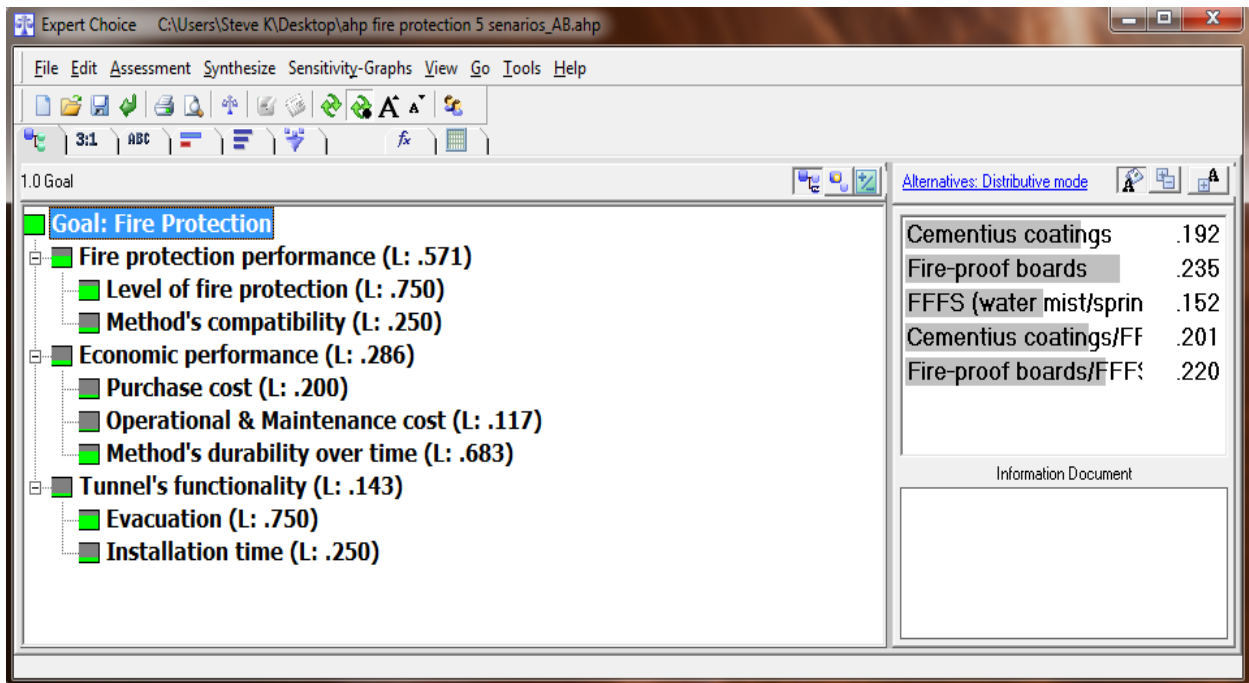 Expert Choice C:\Users\Steve K\Desktop\ahp fire protection 5 senarios_AB.ahp
File Edit Assessment Synthesize Sensitivity-Graphs View Go Tools Help
3:1 ABC fx
1.0 Goal
Alternatives: Distributive mode
Goal: Fire Protection
Fire protection performance (L: .571)
Level of fire protection (L: .750)
Method's compatibility (L: .250)
Economic performance (L: .286)
Purchase cost (L: .200)
Operational & Maintenance cost (L: .117)
Method's durability over time (L: .683)
Tunnel's functionality (L: .143)
Evacuation (L: .750)
Installation time (L: .250)
Cementius coatings .192
Fire-proof boards .235
FFFS (water mist/sprin .152
Cementius coatings/FF .201
Fire-proof boards/FFF .220
Information Document